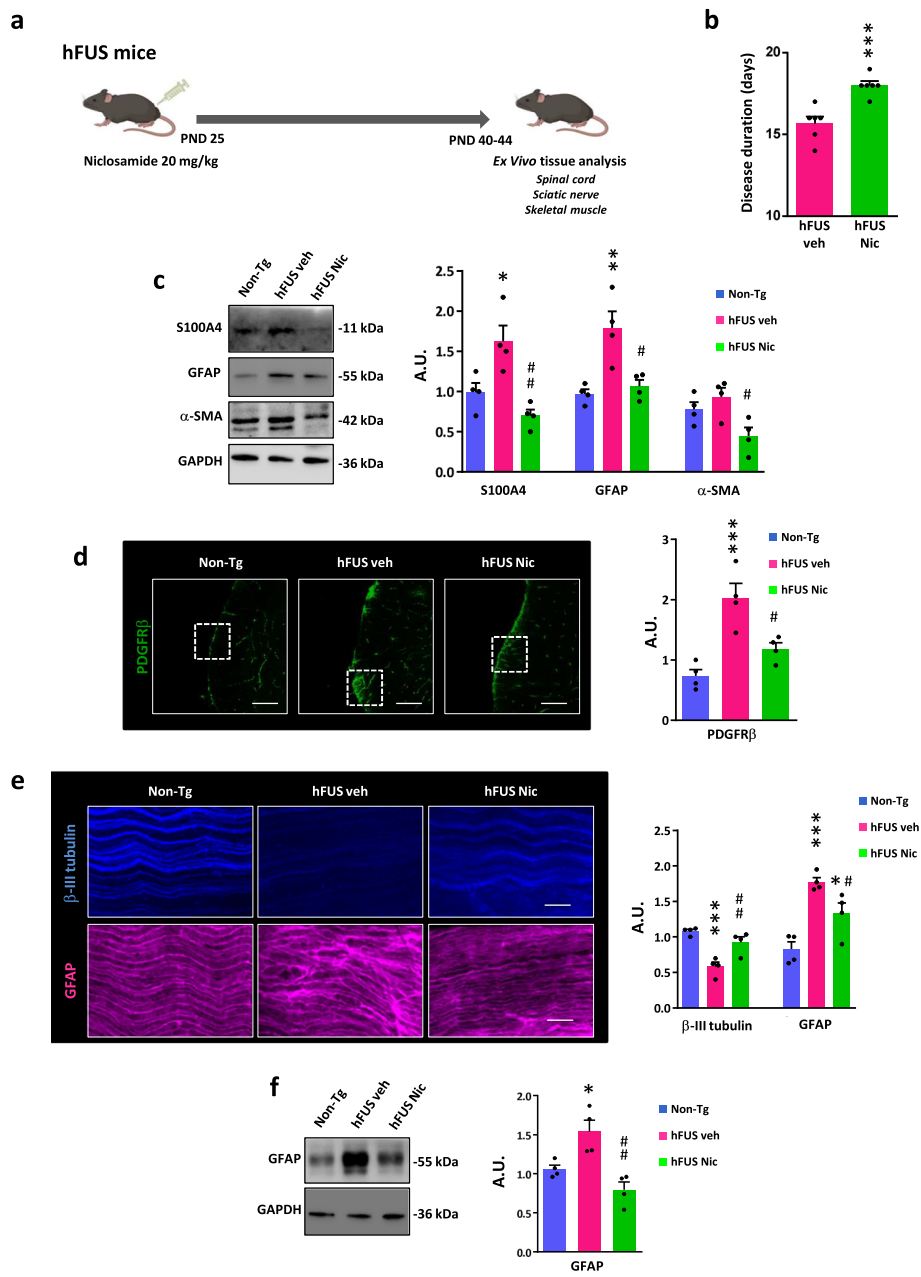 a
hFUS mice
PND 25
PND 40-44
Niclosamide 20 mg/kg
Ex Vivo tissue analysis
Spinal cord
Sciatic nerve
Skeletal muscle
b
Disease duration (days)
20
15
10
***
hFUS veh
hFUS Nic
c
Non-Tg
hFUS veh
hFUS Nic
S100A4
-11 kDa
GFAP
-55 kDa
α-SMA
-42 kDa
GAPDH
-36 kDa
A.U.
2.5
2.0
1.5
1.0
0.5
0.0
*
##
**
#
#
S100A4
GFAP
α-SMA
Non-Tg
hFUS veh
hFUS Nic
d
Non-Tg
hFUS veh
hFUS Nic
PDGFRβ
A.U.
3
2
1
0
***
#
PDGFRβ
Non-Tg
hFUS veh
hFUS Nic
e
Non-Tg
hFUS veh
hFUS Nic
β-III tubulin
GFAP
A.U.
2.5
2.0
1.5
1.0
0.5
0.0
***
##
***
*#
β-III tubulin
GFAP
Non-Tg
hFUS veh
hFUS Nic
f
Non-Tg
hFUS veh
hFUS Nic
GFAP
-55 kDa
GAPDH
-36 kDa
A.U.
2.0
1.5
1.0
0.5
0.0
*
##
GFAP
Non-Tg
hFUS veh
hFUS Nic